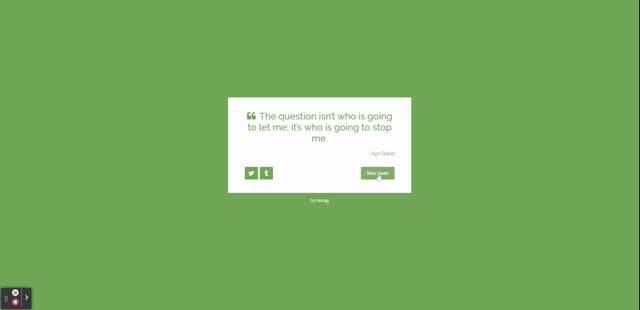 The question isn't who is going
to let me; it's who is going to stop
me.
- Ayn Rand
New quote
by hezag